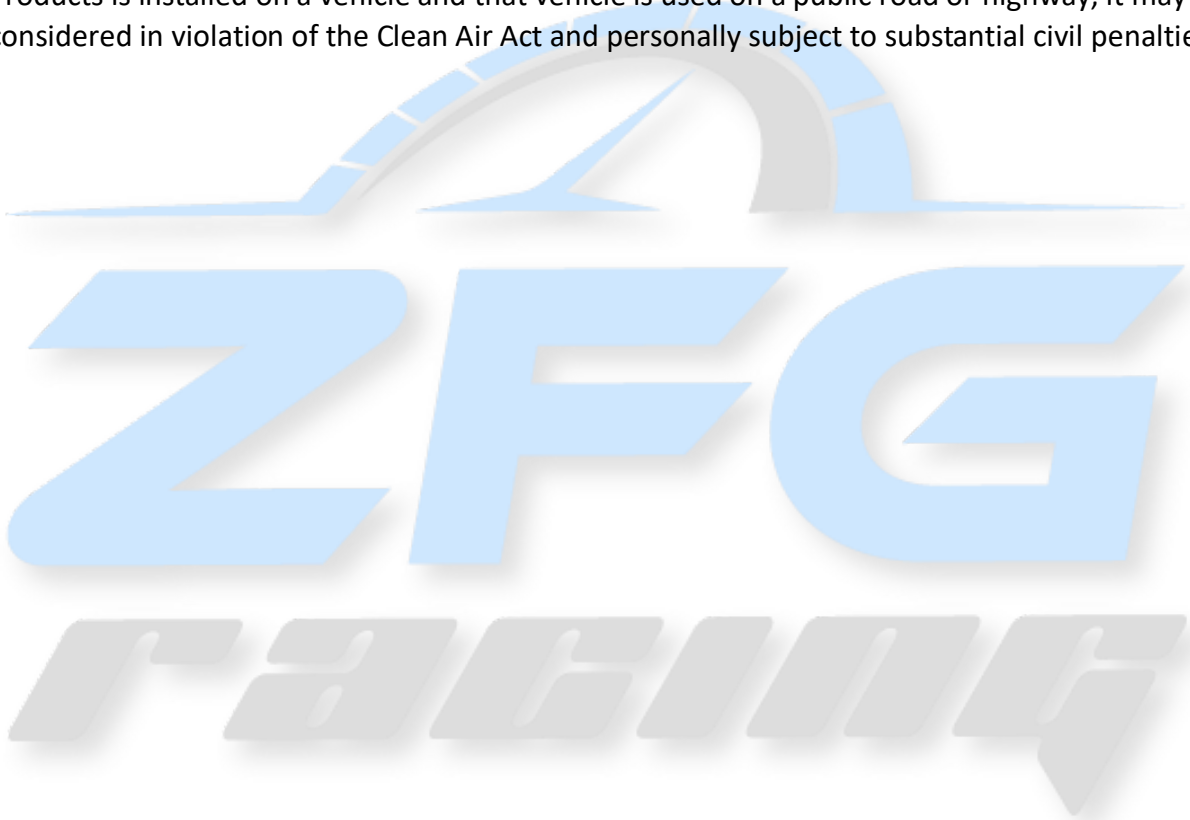 roducts is installed on a vehicle and that vehicle is used on a public road or highway, it may
considered in violation of the Clean Air Act and personally subject to substantial civil penaltie
ZFG
racing